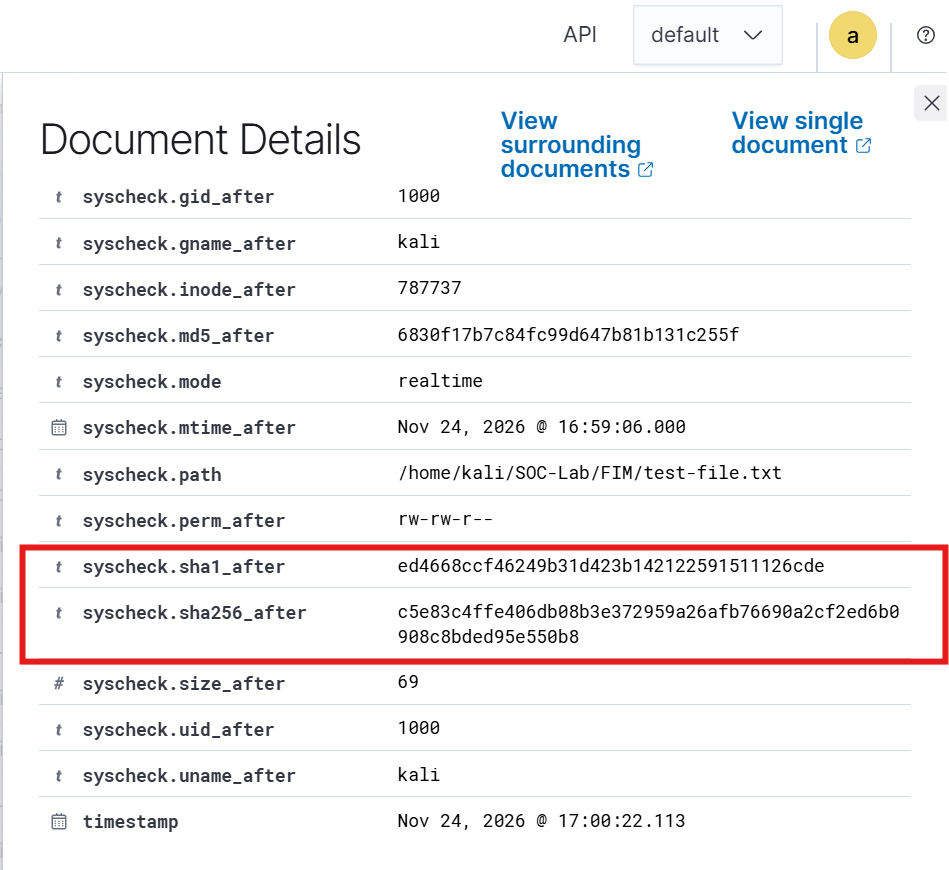 API
default
a
Document Details
View
surrounding
documents
View single
document
t syscheck.gid_after 1000
t syscheck.gname_after kali
t syscheck.inode_after 787737
t syscheck.md5_after 6830f17b7c84fc99d647b81b131c255f
t syscheck.mode realtime
syscheck.mtime_after Nov 24, 2026 @ 16:59:06.000
t syscheck.path /home/kali/SOC-Lab/FIM/test-file.txt
t syscheck.perm_after rw-rw-r--
t syscheck.sha1_after ed4668ccf46249b31d423b142122591511126cde
t syscheck.sha256_after c5e83c4ffe406db08b3e372959a26afb76690a2cf2ed6b0
908c8bded95e550b8
# syscheck.size_after 69
t syscheck.uid_after 1000
t syscheck.uname_after kali
timestamp Nov 24, 2026 @ 17:00:22.113